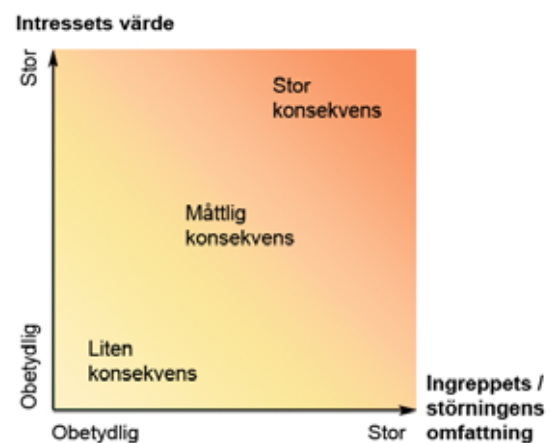 Intressets värde
Stor
Stor
konsekvens
Måttlig
konsekvens
Obetydlig
Liten
konsekvens
Ingreppets /
störningens
omfattning
Obetydlig
Stor